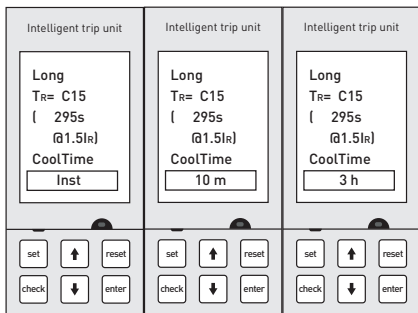 Intelligent trip unit
Long
TR= C15
( 295s
@1.5IR)
CoolTime
Inst
set
reset
check
enter
Intelligent trip unit
Long
TR= C15
( 295s
@1.5IR)
CoolTime
10 m
set
reset
check
enter
Intelligent trip unit
Long
TR= C15
( 295s
@1.5IR)
CoolTime
3 h
set
reset
check
enter